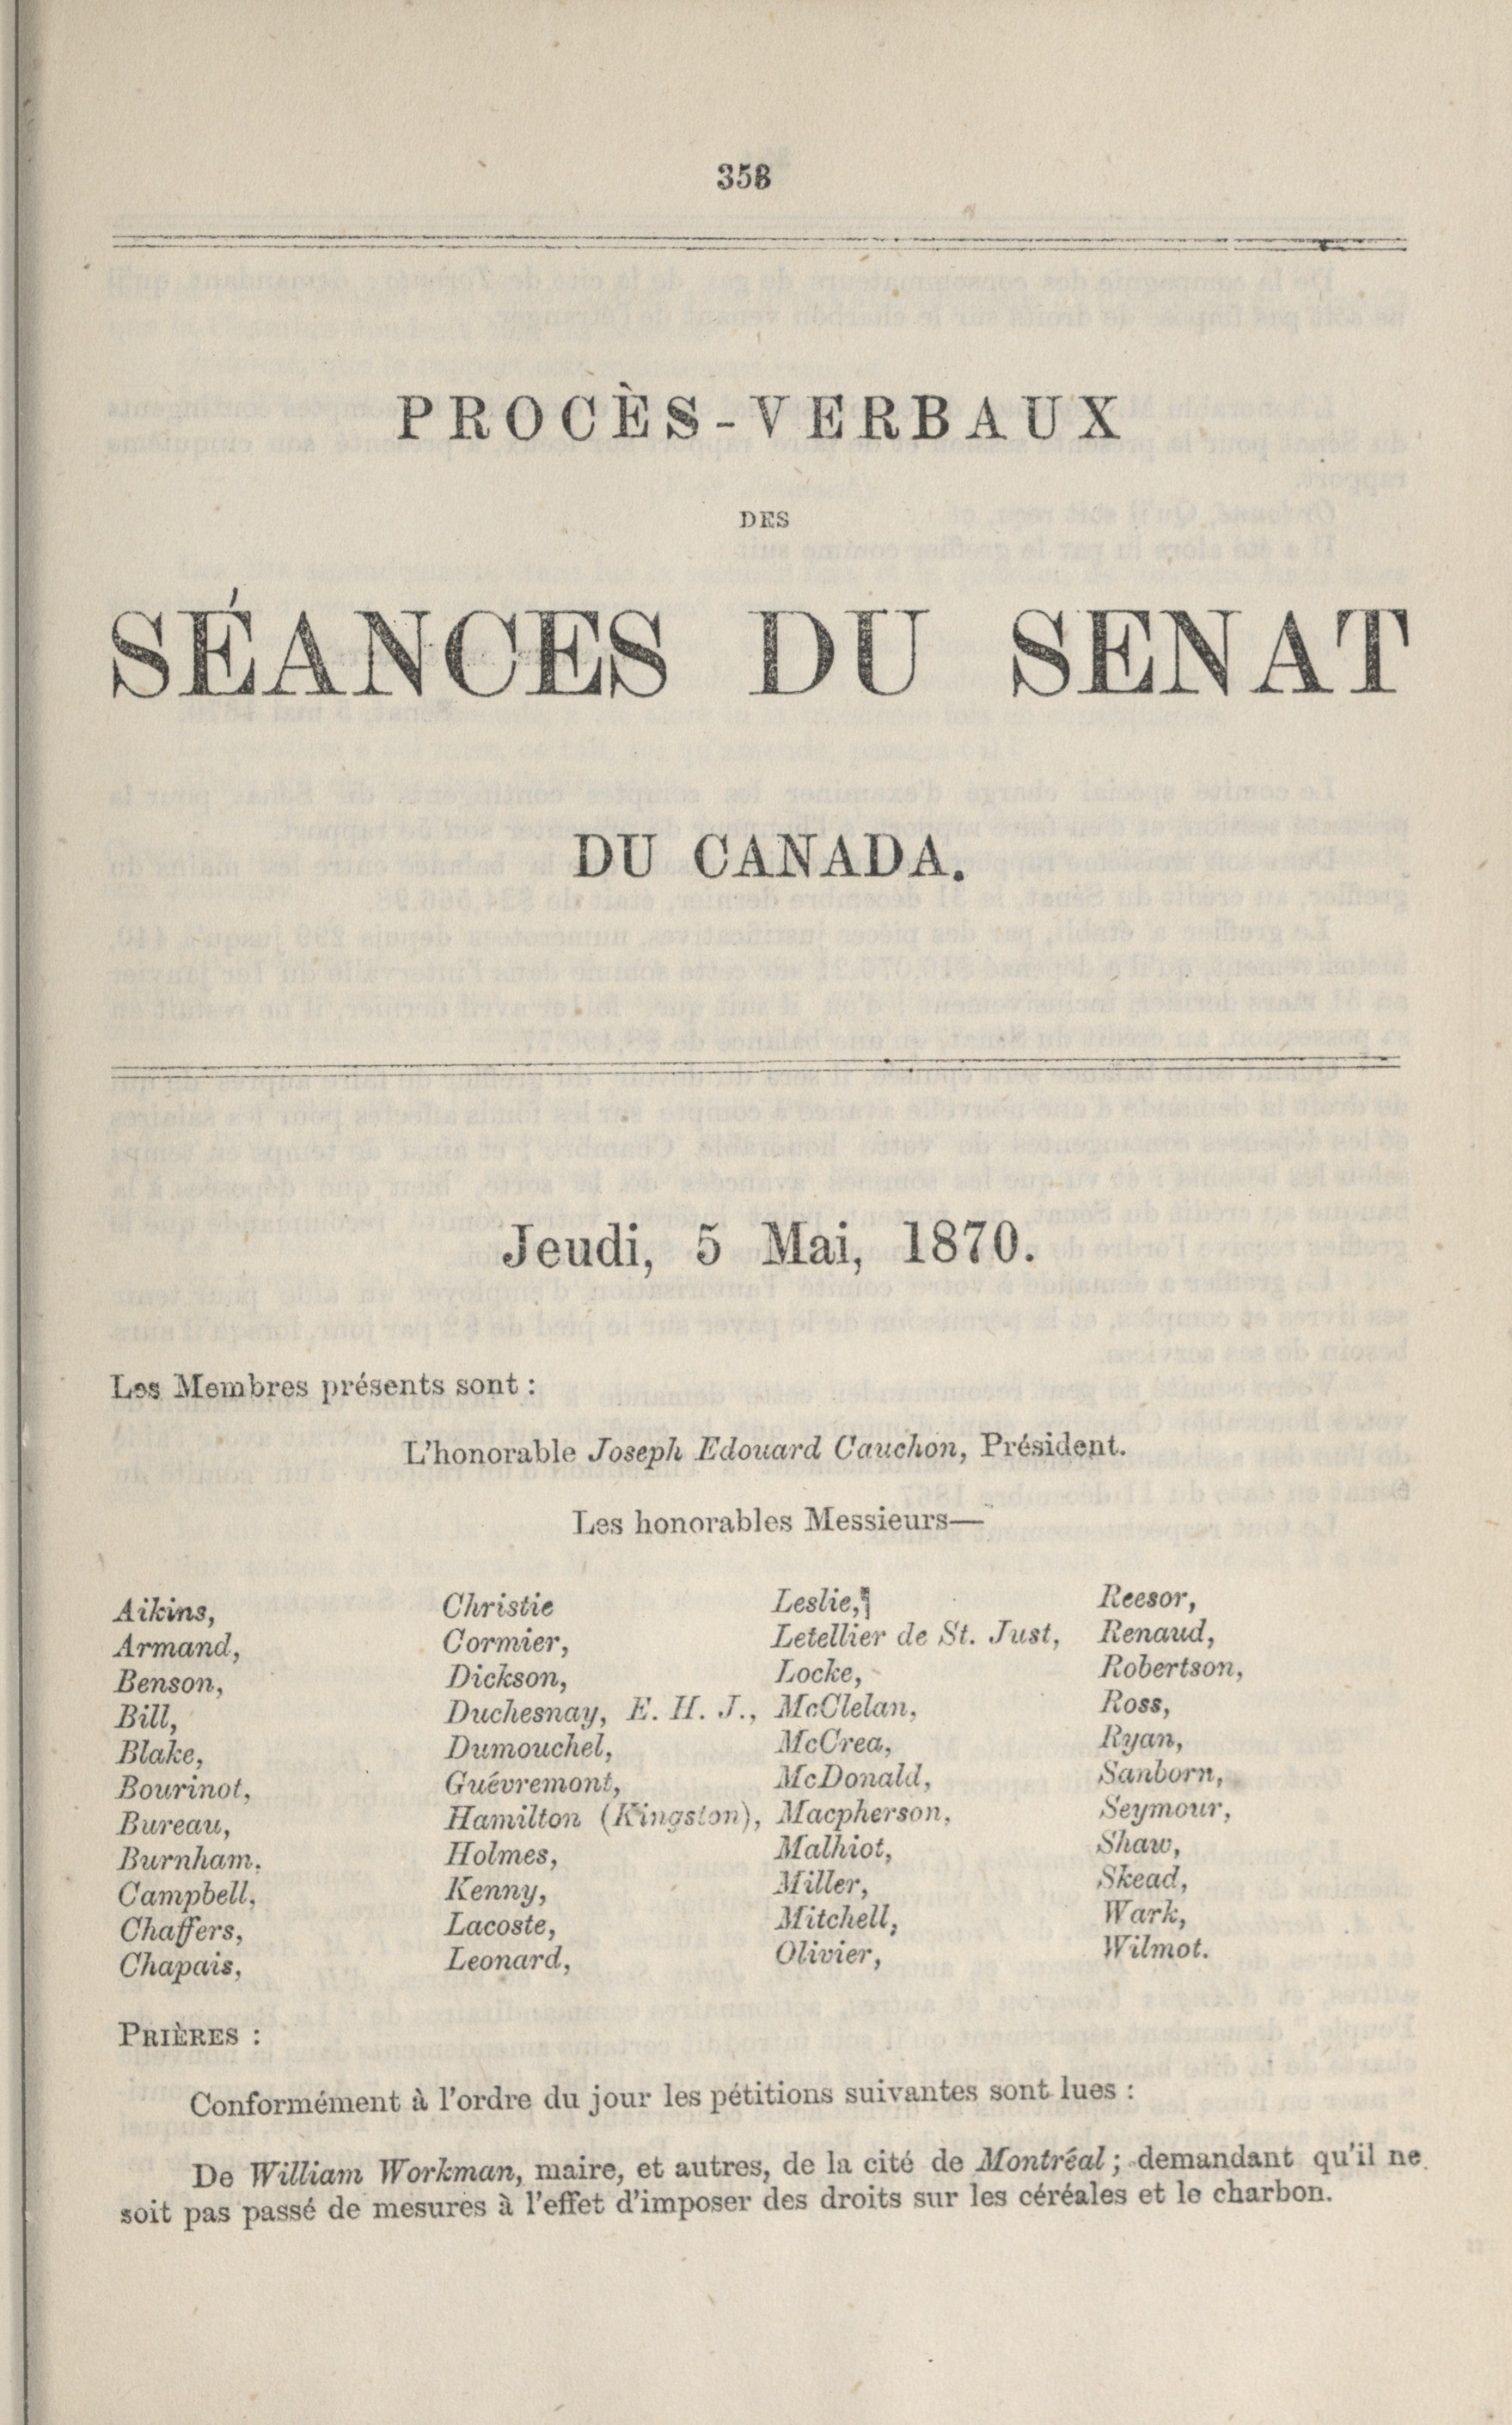 358
PROCÈS-VERBAUX
DES
SÉANCES DU SENAT
DU CANADA.
Jeudi, 5 Mai, 1870.
Les Membres présents sont :
L'honorable Joseph Edouard Cauchon, Président.
Les honorables Messieurs—
Aikins,
Armand,
Benson,
Bill,
Blake,
Bourinot,
Bureau,
Burnham.
Campbell,
Chaffers,
Chapais,
Christie
Cormier,
Dickson,
Duchesnay, E. H. J.,
Dumouchel,
Guévremont,
Hamilton (Kingston),
Holmes,
Kenny,
Lacoste,
Leonard,
Leslie,
Letellier de St. Just,
Locke,
McClelan,
McCrea,
McDonald,
Macpherson,
Malhiot,
Miller,
Mitchell,
Olivier,
Reesor,
Renaud,
Robertson,
Ross,
Ryan,
Sanborn,
Seymour,
Shaw,
Skead,
Wark,
Wilmot.
PRIÈRES :
Conformément à l'ordre du jour les pétitions suivantes sont lues :
De William Workman, maire, et autres, de la cité de Montréal ; demandant qu'il ne
soit pas passé de mesures à l'effet d'imposer des droits sur les céréales et le charbon.